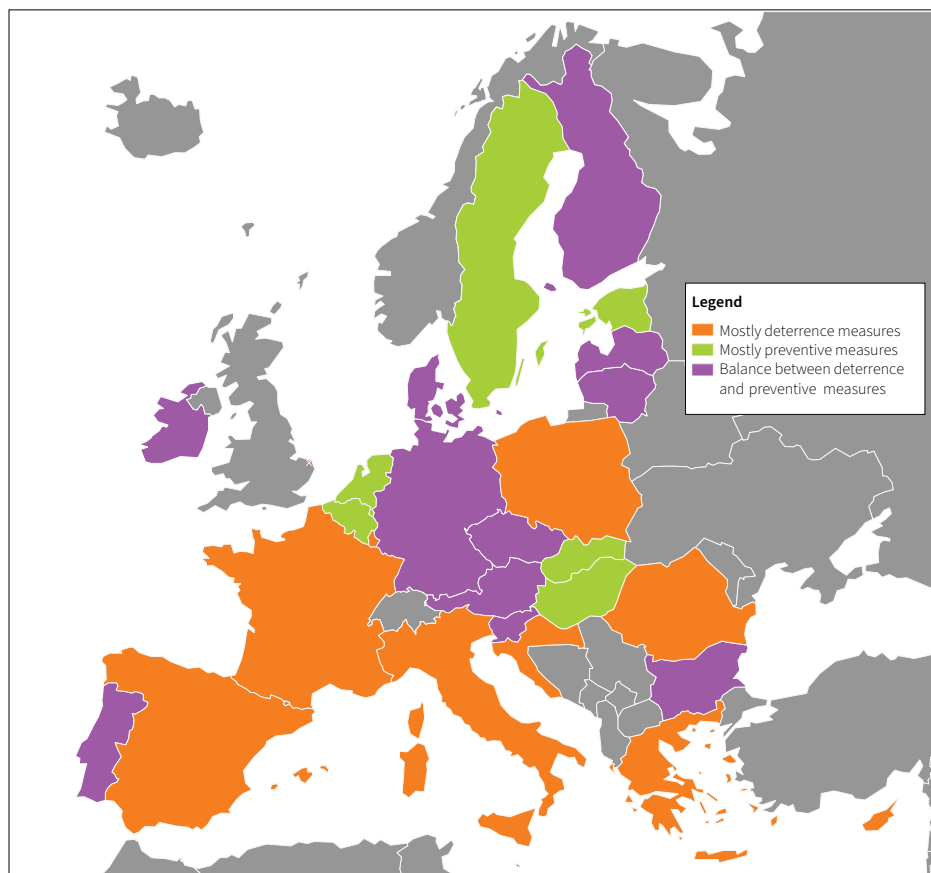 Legend
Mostly deterrence measures
Mostly preventive measures
Balance between deterrence
and preventive measures